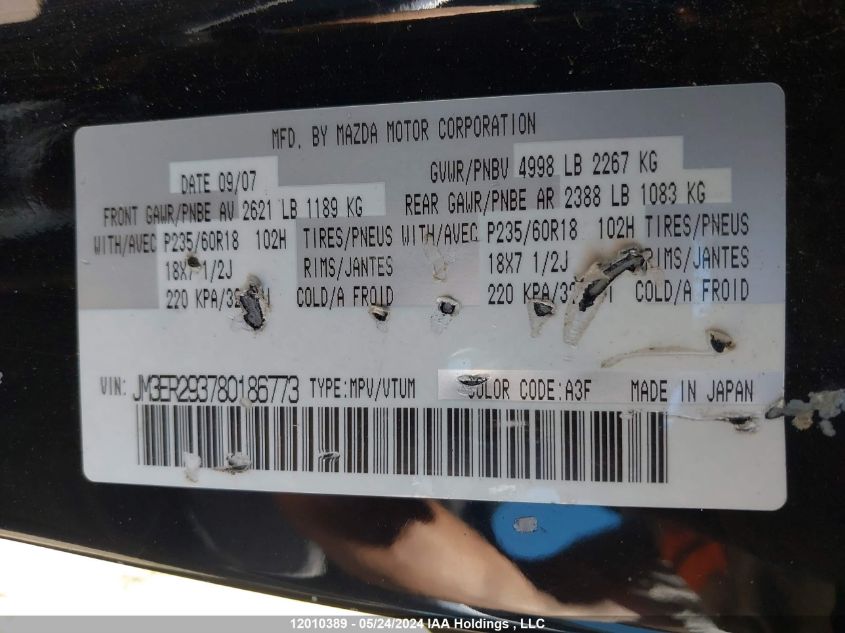 MFD. BY MAZDA MOTOR CORPORATION
DATE 09/07 GVWR/PNBV 4998 LB 2267 KG
FRONT GAWR/PNBE AV 2621 LB 1189 KG REAR GAWR/PNBE AR 2388 LB 1083 KG
WITH/AVEC P235/60R18 102H TIRES/PNEUS WITH/AVEC P235/60R18 102H TIRES/PNEUS
18X7 1/2J RIMS/JANTES 18X7 1/2J RIMS/JANTES
220 KPA/ COLD/A FROID 220 KPA/ COLD/A FROID
VIN: JM3ER293780186773 TYPE:MPV/VTUM COLOR CODE:A3F MADE IN JAPAN
12010389 - 05/24/2024 IAA Holdings , LLC